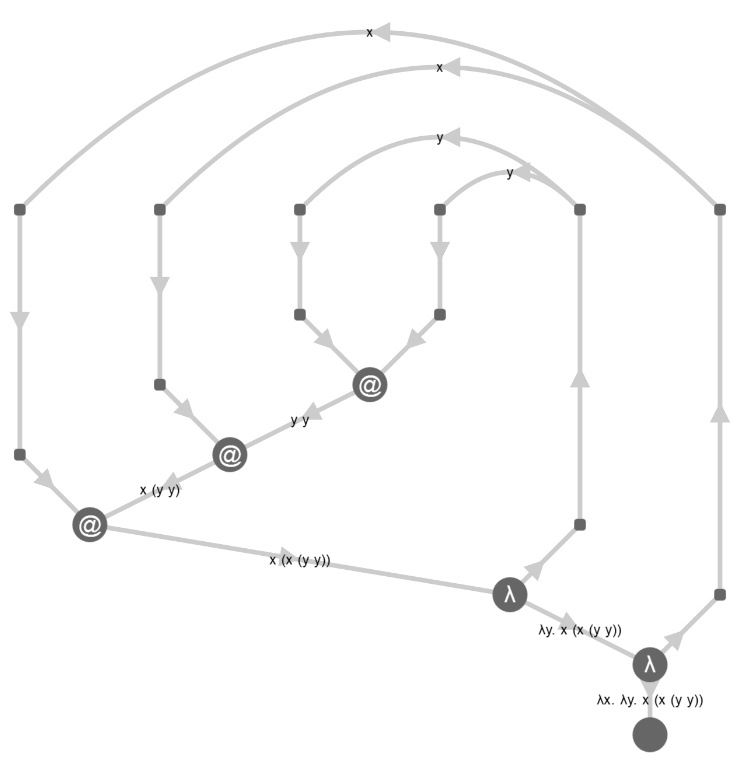 x
x
y
y
@
y y
@
x (y y)
@
x (x (y y))
λ
λy. x (x (y y))
λ
λx. λy. x (x (y y))